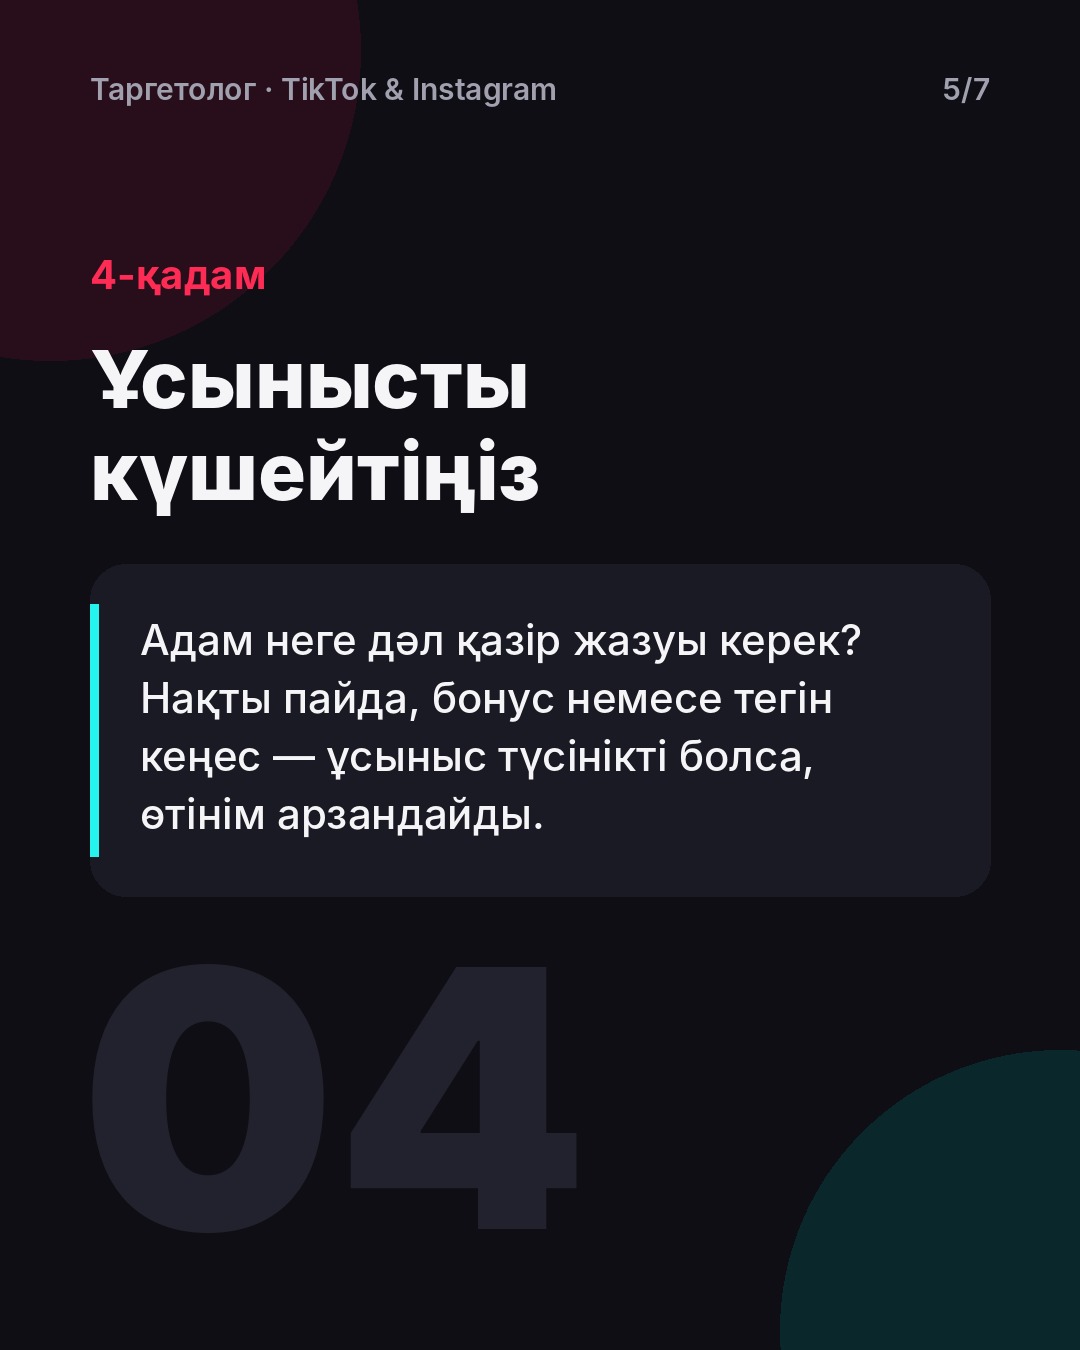 Таргетолог · TikTok & Instagram
5/7
4-қадам
Ұсынысты
күшейтіңіз
Адам неге дәл қазір жазуы керек?
Нақты пайда, бонус немесе тегін
кеңес — ұсыныс түсінікті болса,
өтінім арзандайды.
04